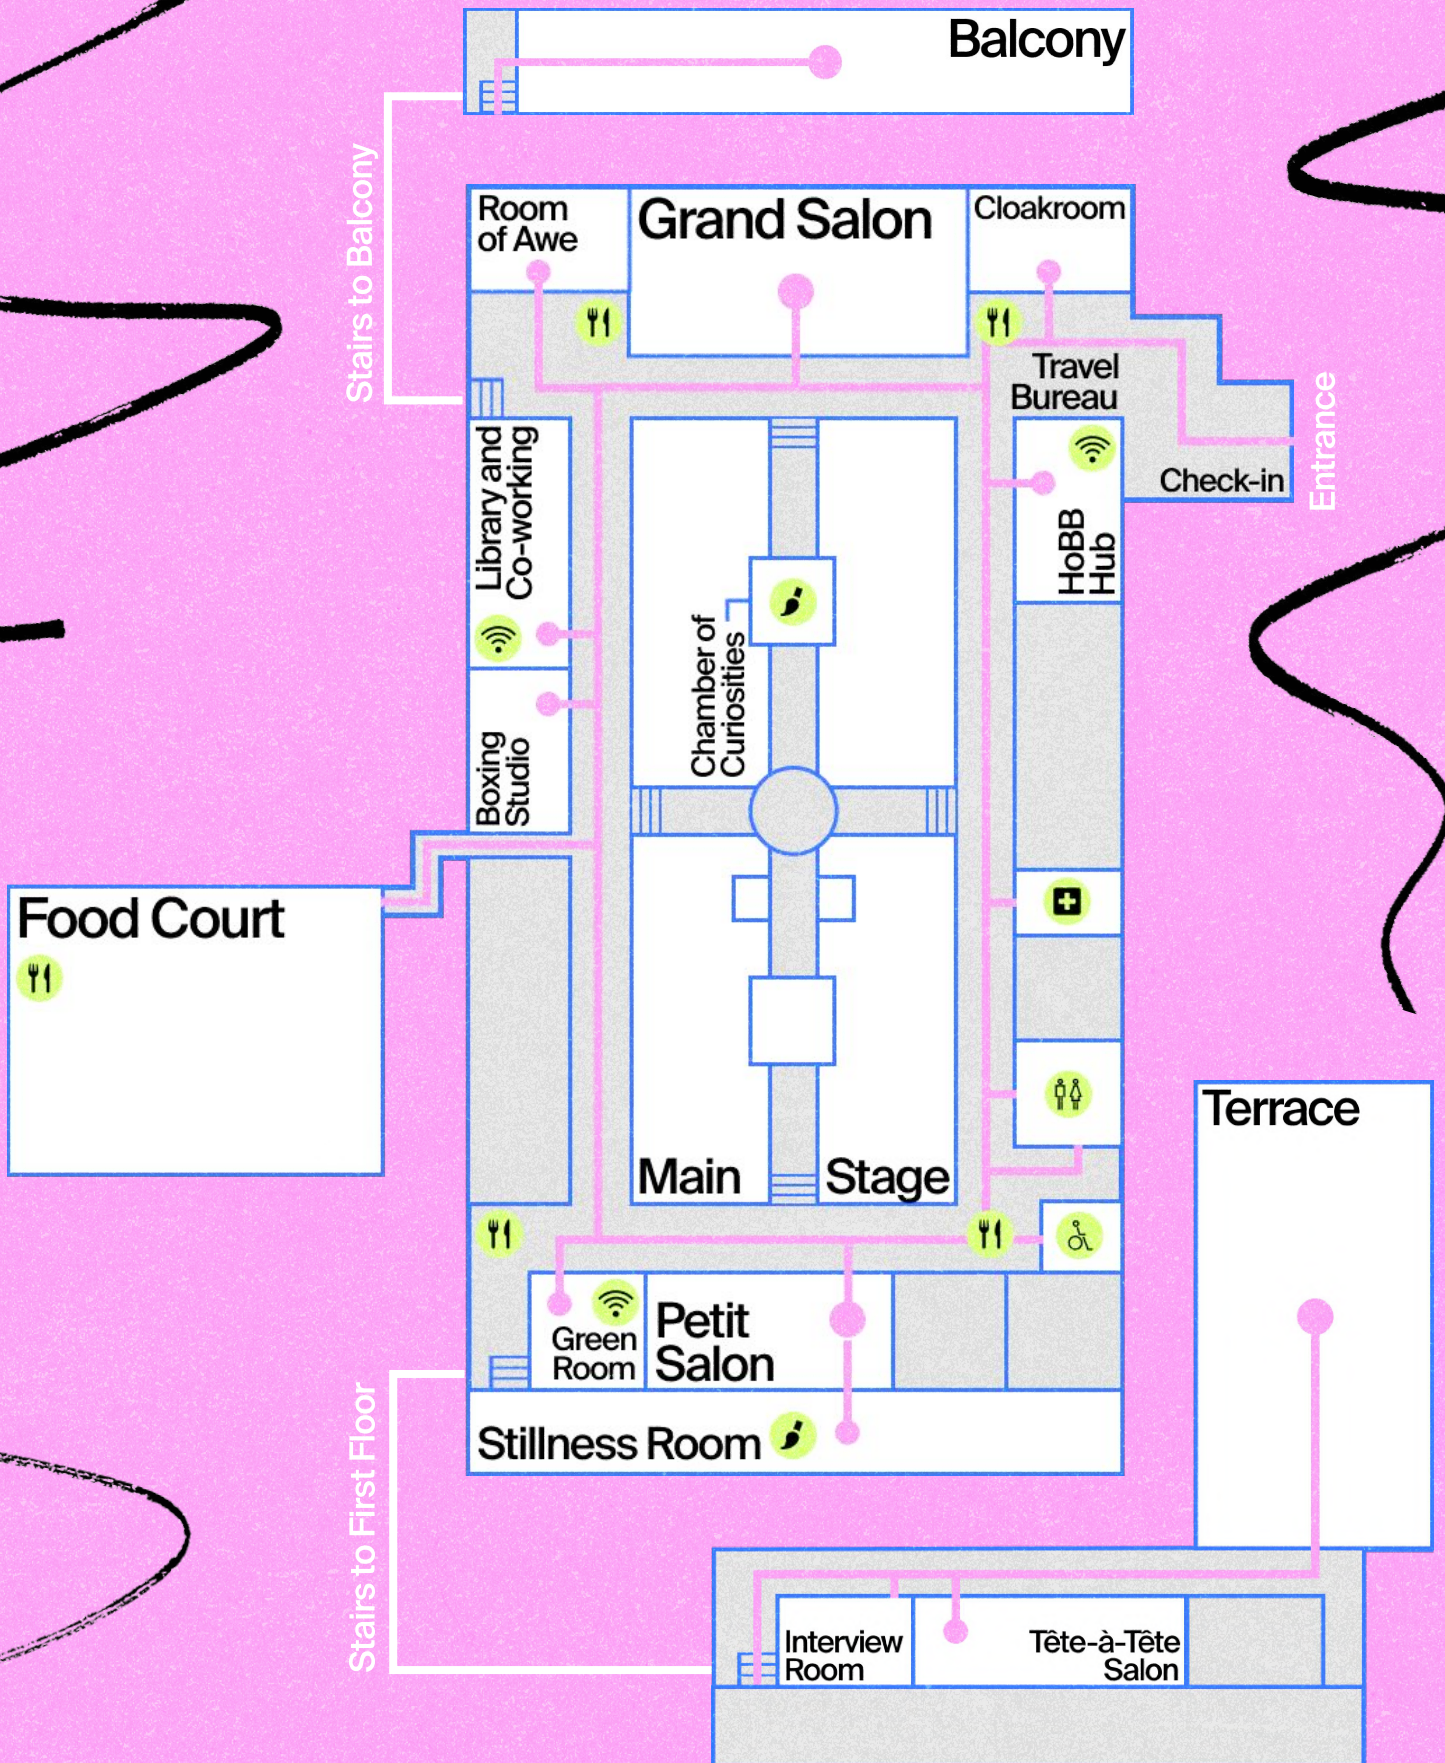 Balcony
Stairs to Balcony
Room
of Awe
Grand Salon
Cloakroom
Travel
Bureau
Entrance
Check-in
Library and
Co-working
HoBB
Hub
Chamber of
Curiosities
Boxing
Studio
Food Court
Terrace
Main
Stage
Green
Room
Petit
Salon
Stillness Room
Stairs to First Floor
Interview
Room
Tête-à-Tête
Salon